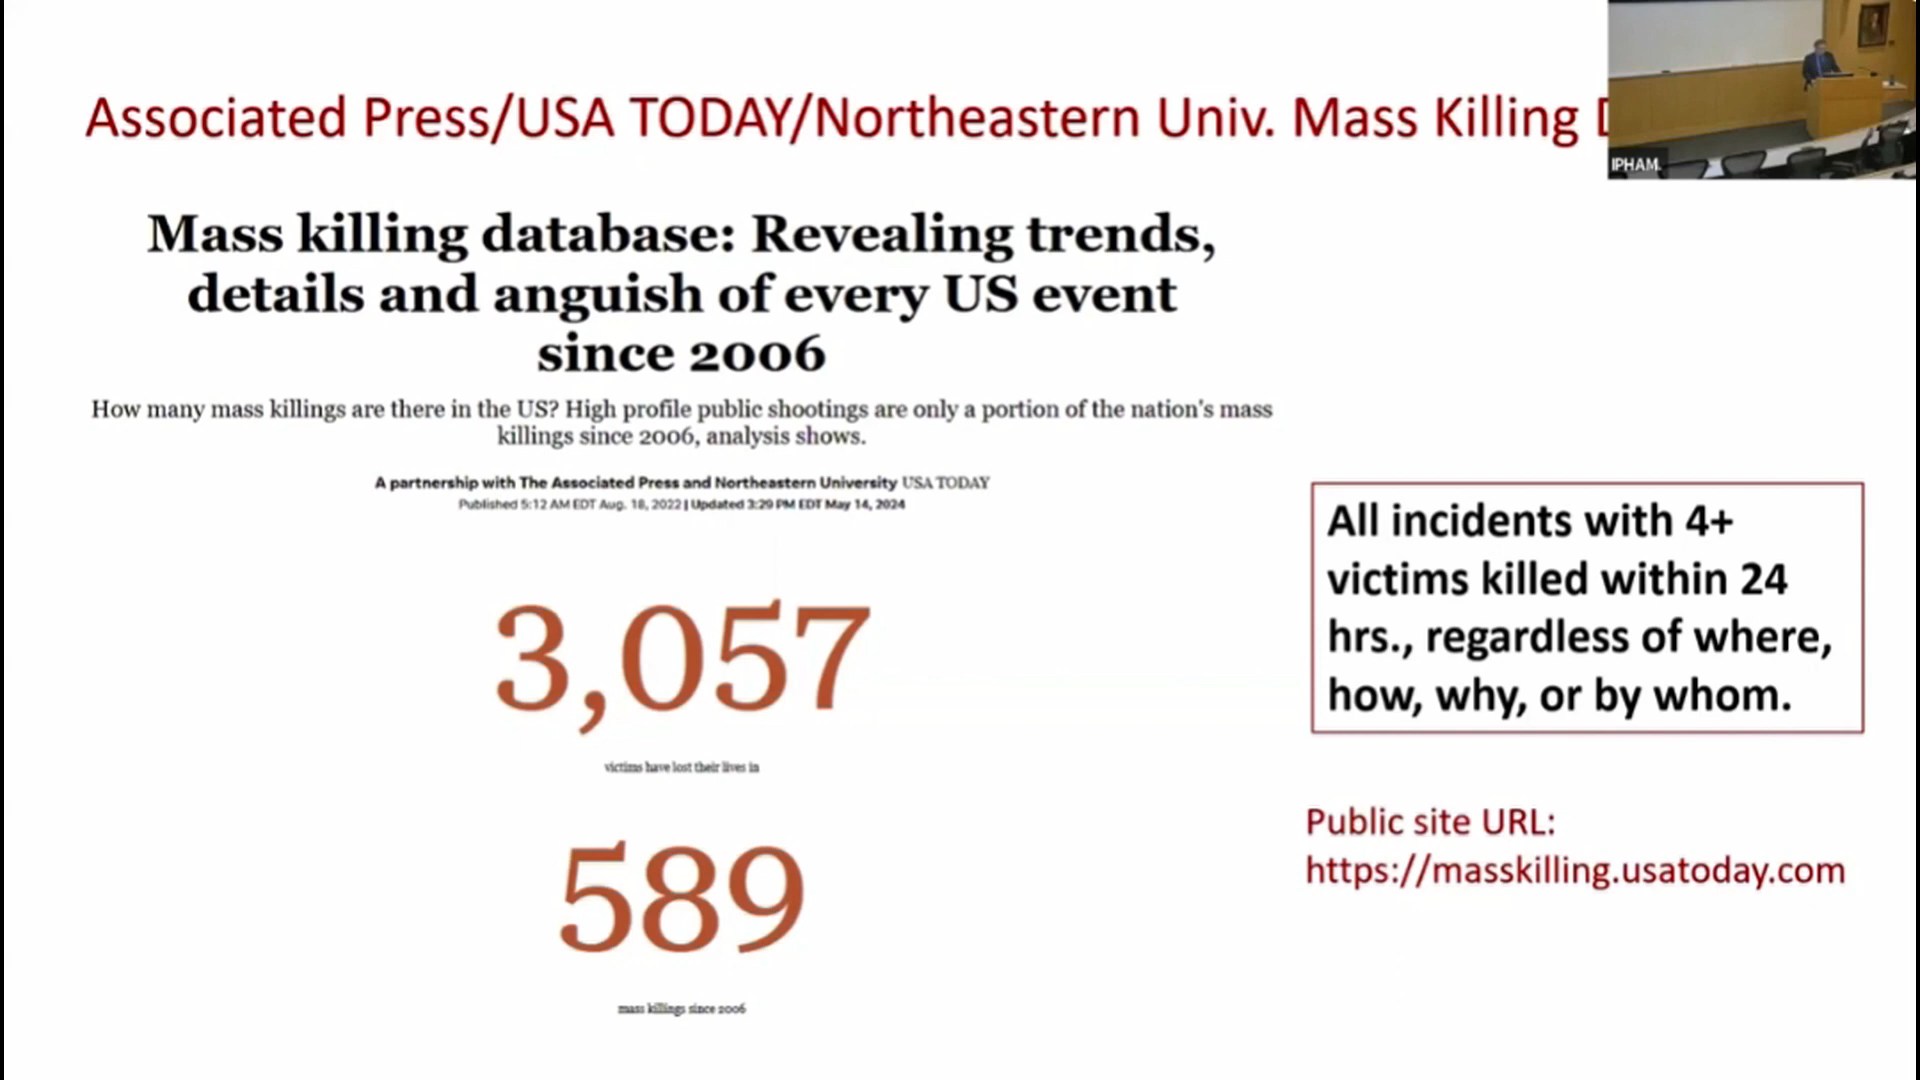 Associated Press/USA TODAY/Northeastern Univ. Mass Killing
IPHAM.
Mass killing database: Revealing trends,
details and anguish of every US event
since 2006
How many mass killings are there in the US? High profile public shootings are only a portion of the nation's mass
killings since 2006, analysis shows.
A partnership with The Associated Press and Northeastern University USA TODAY
Published 5:12 AM EDT Aug. 18, 2022 | Updated 3:29 PM EDT May 14, 2024
3,057
victims have lost their lives in
589
mass killings since 2006
All incidents with 4+
victims killed within 24
hrs., regardless of where,
how, why, or by whom.
Public site URL:
https://masskilling.usatoday.com